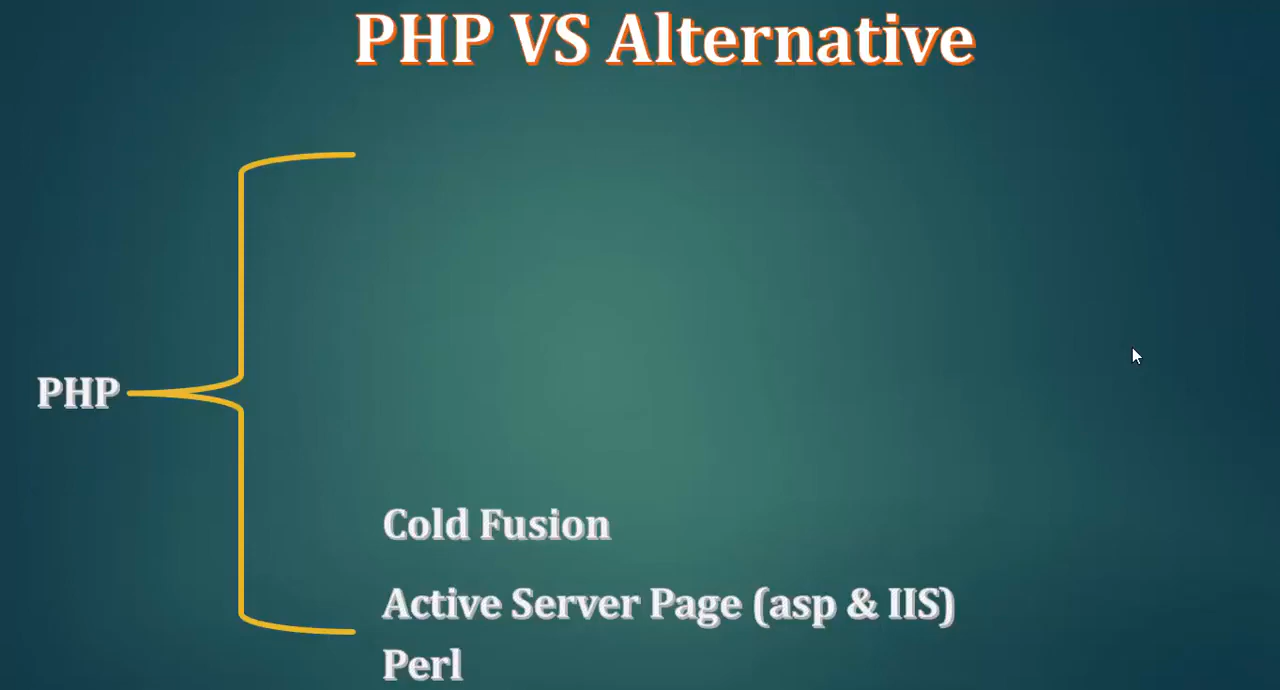 PHP VS Alternative
PHP
Cold Fusion
Active Server Page (asp & IIS)
Perl